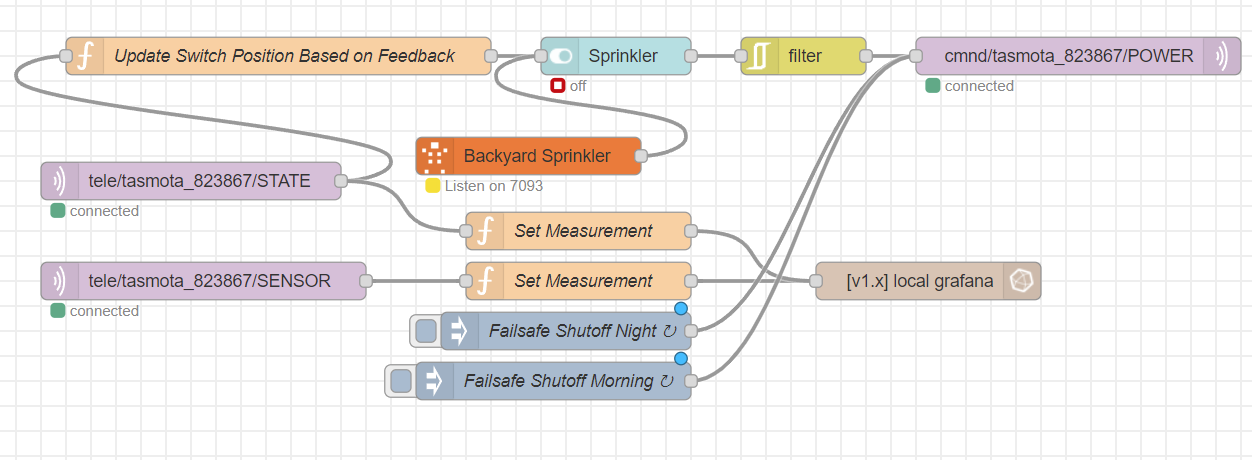 Update Switch Position Based on Feedback
Sprinkler
filter
cmnd/tasmota_823867/POWER
off
connected
Backyard Sprinkler
tele/tasmota_823867/STATE
Listen on 7093
connected
Set Measurement
tele/tasmota_823867/SENSOR
Set Measurement
[v1.x] local grafana
connected
Failsafe Shutoff Night ↻
Failsafe Shutoff Morning ↻